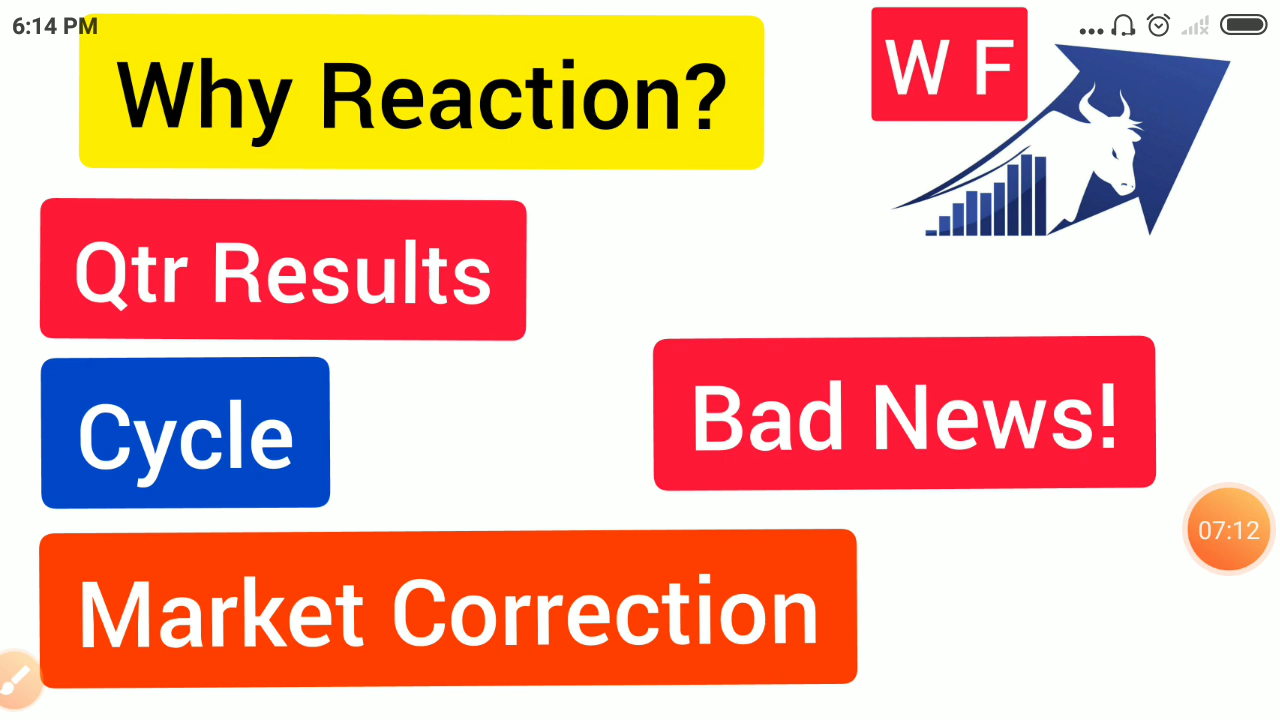 6:14 PM
Why Reaction?
W F
Qtr Results
Cycle
Bad News!
07:12
Market Correction